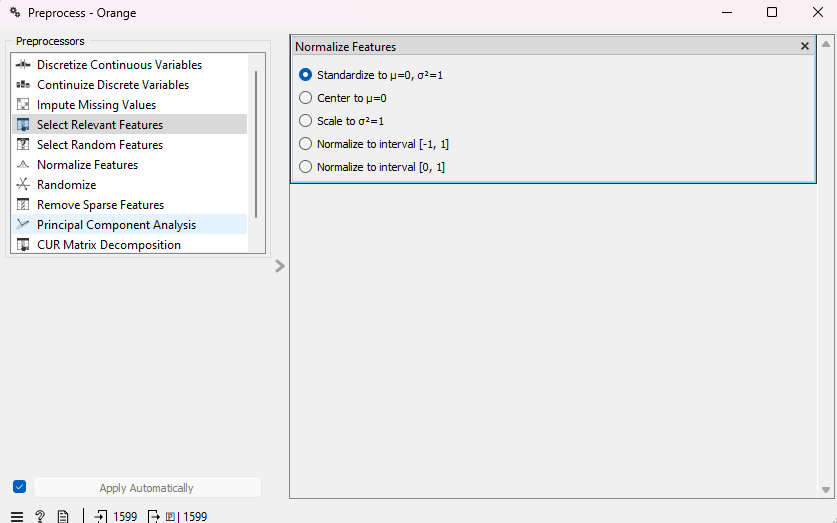 Preprocess - Orange
Preprocessors
Discretize Continuous Variables
Continuize Discrete Variables
Impute Missing Values
Select Relevant Features
Select Random Features
Normalize Features
Randomize
Remove Sparse Features
Principal Component Analysis
CUR Matrix Decomposition
Apply Automatically
1599 P | 1599
Normalize Features
Standardize to μ=0, σ²=1
Center to μ=0
Scale to σ²=1
Normalize to interval [-1, 1]
Normalize to interval [0, 1]